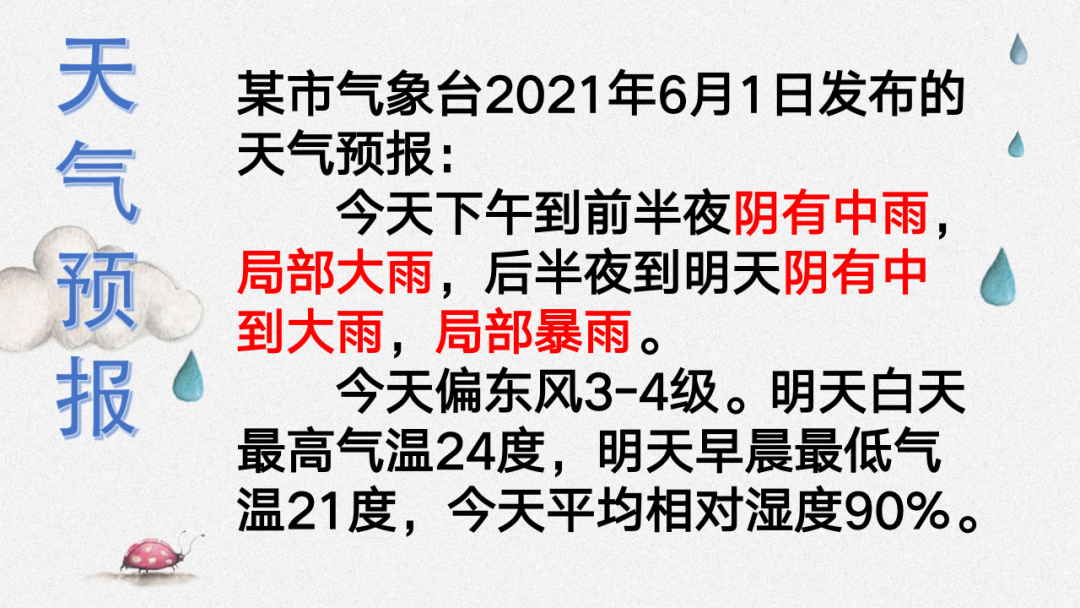 天气预报
某市气象台2021年6月1日发布的
天气预报：
今天下午到前半夜阴有中雨，
局部大雨，后半夜到明天阴有中
到大雨，局部暴雨。
今天偏东风3-4级。明天白天
最高气温24度，明天早晨最低气
温21度，今天平均相对湿度90%。